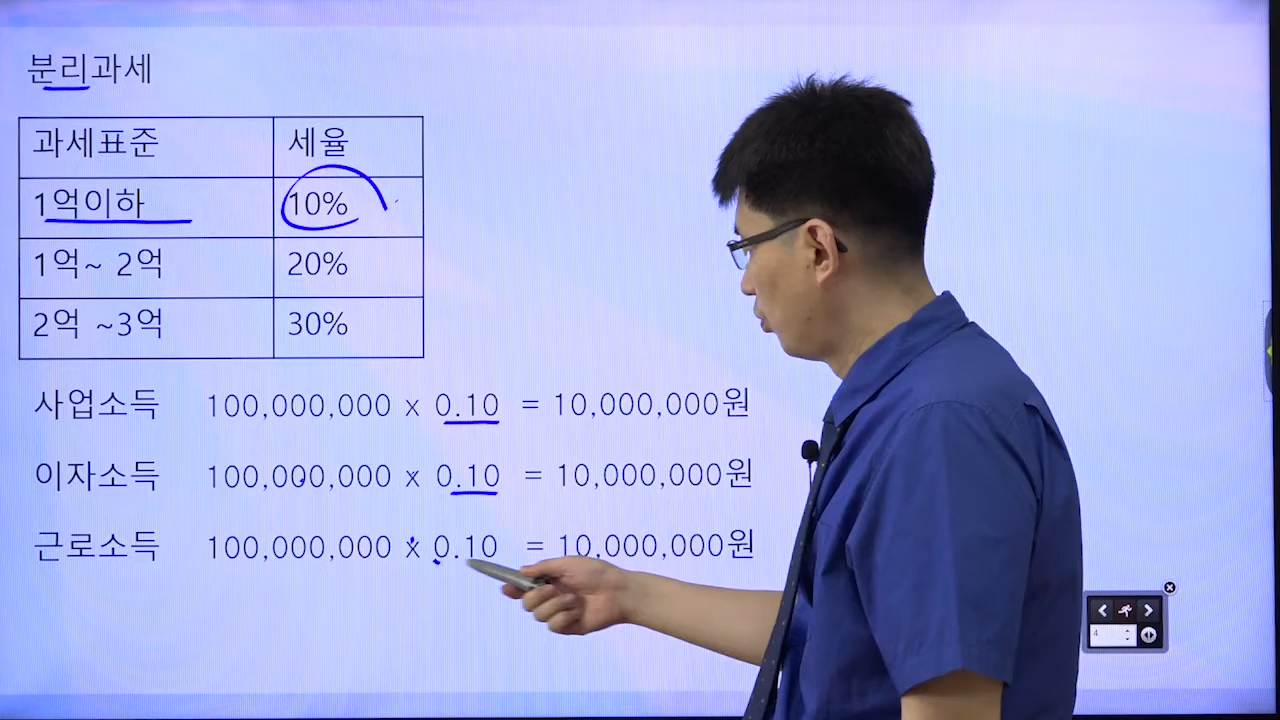 분리과세
과세표준 세율
1억이하 10%
1억~ 2억 20%
2억 ~3억 30%
사업소득 100,000,000 x 0.10 = 10,000,000원
이자소득 100,000,000 x 0.10 = 10,000,000원
근로소득 100,000,000 x 0.10 = 10,000,000원
4